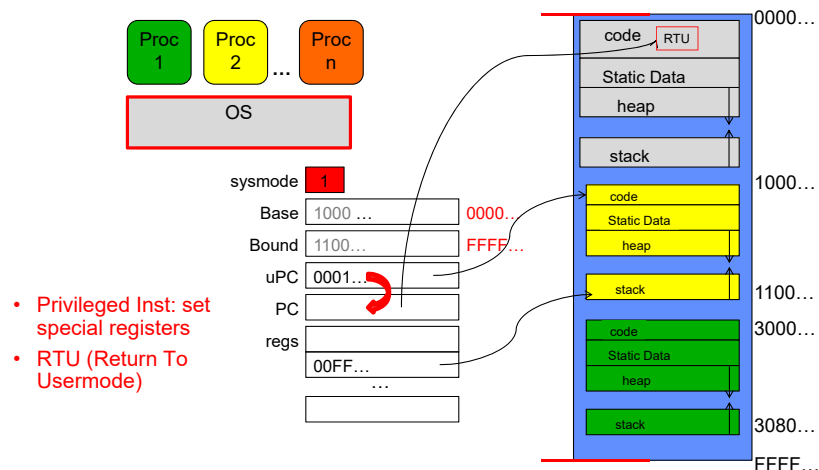 Proc
1
Proc
2
...
Proc
n
OS
sysmode 1
Base 1000 … 0000…
Bound 1100… FFFF…
uPC 0001…
PC
regs
00FF…
…
• Privileged Inst: set
special registers
• RTU (Return To
Usermode)
0000…
code RTU
Static Data
heap
stack
1000…
code
Static Data
heap
stack
1100…
3000…
code
Static Data
heap
stack
3080…
FFFF…